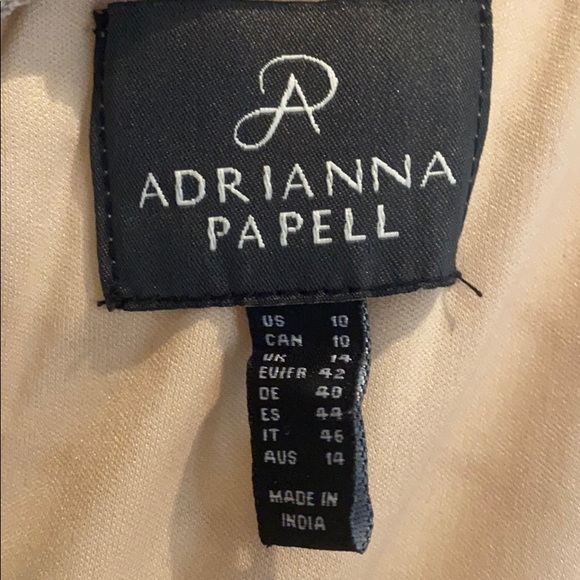 AP
ADRIANNA
PAPELL
US 10
CAN 10
UK 14
EU/FR 42
DE 40
ES 44
IT 46
AUS 14
MADE IN
INDIA